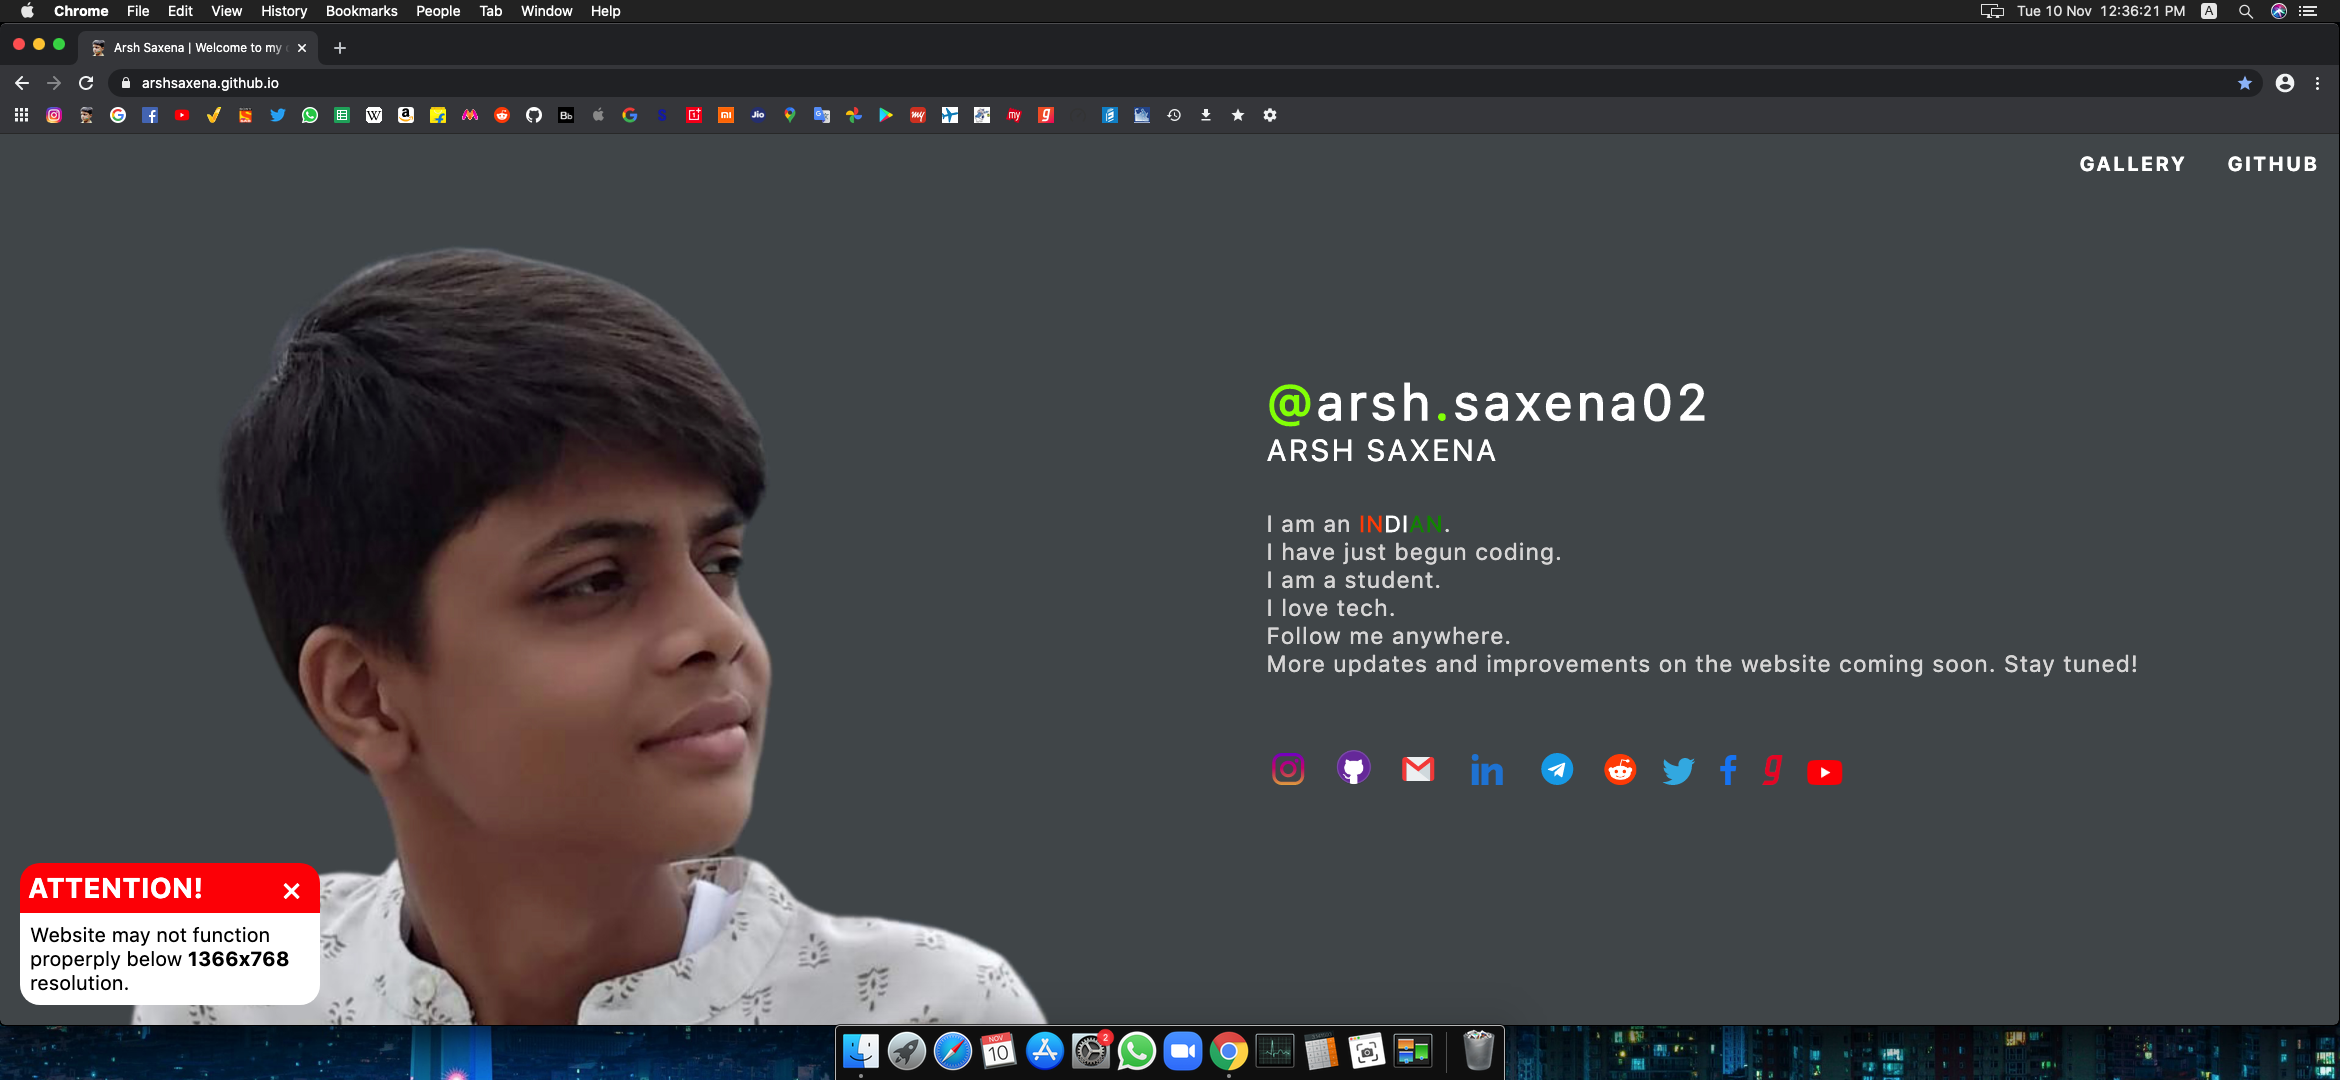 Chrome File Edit View History Bookmarks People Tab Window Help
Tue 10 Nov 12:36:21 PM A
Arsh Saxena | Welcome to my
arshsaxena.github.io
GALLERY GITHUB
@arsh.saxena02
ARSH SAXENA
I am an INDIAN.
I have just begun coding.
I am a student.
I love tech.
Follow me anywhere.
More updates and improvements on the website coming soon. Stay tuned!
ATTENTION!
Website may not function
properply below 1366x768
resolution.
NOV
10
2